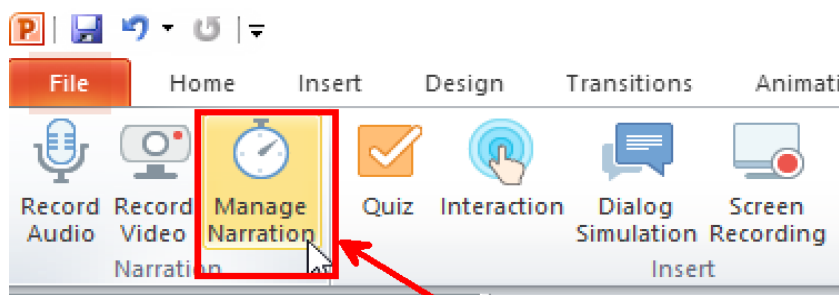 P
File Home Insert Design Transitions Animati
Record Audio
Record Video
Manage Narration
Quiz
Interaction
Dialog Simulation
Screen Recording
Narration
Insert